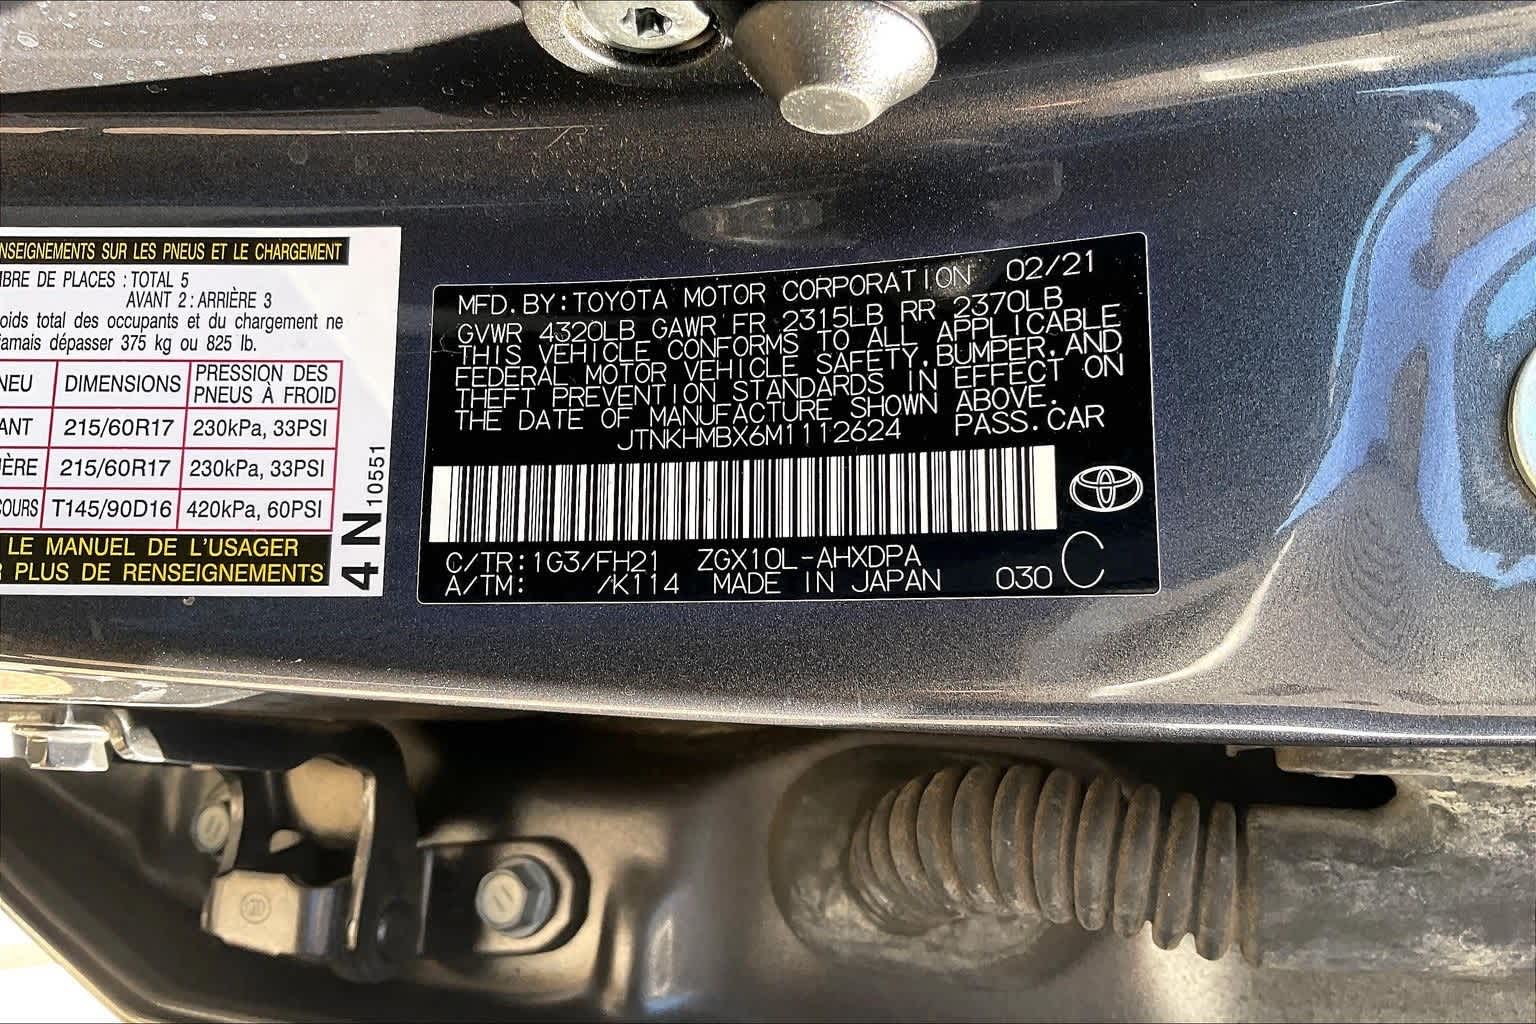 NSEIGNEMENTS SUR LES PNEUS ET LE CHARGEMENT
BRE DE PLACES : TOTAL 5
AVANT 2 : ARRIÈRE 3
oids total des occupants et du chargement ne
jamais dépasser 375 kg ou 825 lb.
NEU DIMENSIONS PRESSION DES PNEUS À FROID
ANT 215/60R17 230kPa, 33PSI
ÈRE 215/60R17 230kPa, 33PSI
COURS T145/90D16 420kPa, 60PSI
LE MANUEL DE L'USAGER
R PLUS DE RENSEIGNEMENTS
4N 10551
MFD. BY: TOYOTA MOTOR CORPORATION 02/21
GVWR 4320LB GAWR FR 2315LB RR 2370LB
THIS VEHICLE CONFORMS TO ALL APPLICABLE
FEDERAL MOTOR VEHICLE SAFETY, BUMPER, AND
THEFT PREVENTION STANDARDS IN EFFECT ON
THE DATE OF MANUFACTURE SHOWN ABOVE.
JTNKHMBX6M1112624 PASS. CAR
C/TR: 1G3/FH21 ZGX10L-AHXDPA
A/TM: /K114 MADE IN JAPAN 030 C